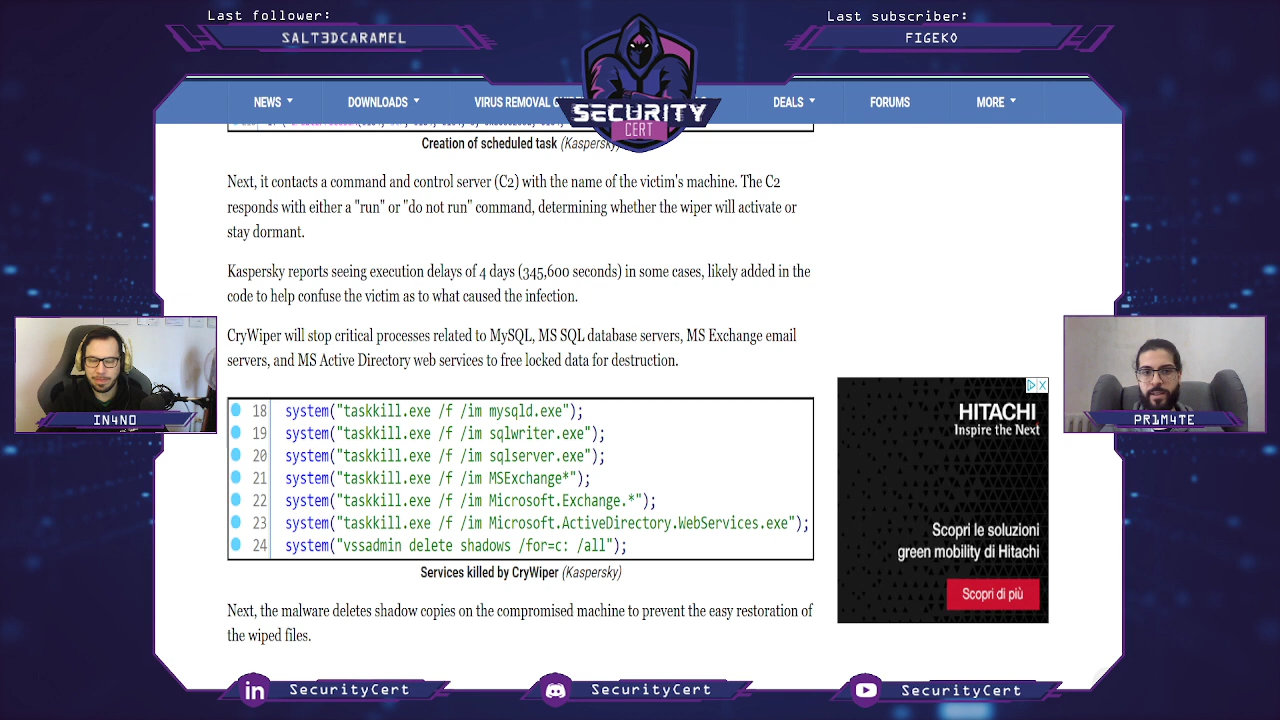 Last follower:
SALT3DCARAMEL
Last subscriber:
FIGEKO
SECURITY
CERT
NEWS
DOWNLOADS
VIRUS REMOVAL
DEALS
FORUMS
MORE
Creation of scheduled task (Kaspersky)
Next, it contacts a command and control server (C2) with the name of the victim's machine. The C2
responds with either a "run" or "do not run" command, determining whether the wiper will activate or
stay dormant.
Kaspersky reports seeing execution delays of 4 days (345,600 seconds) in some cases, likely added in the
code to help confuse the victim as to what caused the infection.
CryWiper will stop critical processes related to MySQL, MS SQL database servers, MS Exchange email
servers, and MS Active Directory web services to free locked data for destruction.
18 system("taskkill.exe /f /im mysqld.exe");
19 system("taskkill.exe /f /im sqlwriter.exe");
20 system("taskkill.exe /f /im sqlserver.exe");
21 system("taskkill.exe /f /im MSExchange*");
22 system("taskkill.exe /f /im Microsoft.Exchange.*");
23 system("taskkill.exe /f /im Microsoft.ActiveDirectory.WebServices.exe");
24 system("vssadmin delete shadows /for=c: /all");
Services killed by CryWiper (Kaspersky)
Next, the malware deletes shadow copies on the compromised machine to prevent the easy restoration of
the wiped files.
IN4N0
PR1M4TE
HITACHI
Inspire the Next
Scopri le soluzioni
green mobility di Hitachi
Scopri di più
in SecurityCert
SecurityCert
SecurityCert